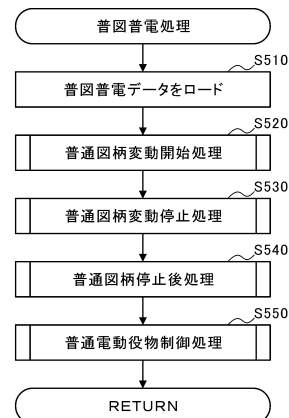 普図普電処理
S510
普図普電データをロード
S520
普通図柄変動開始処理
S530
普通図柄変動停止処理
S540
普通図柄停止後処理
S550
普通電動役物制御処理
RETURN